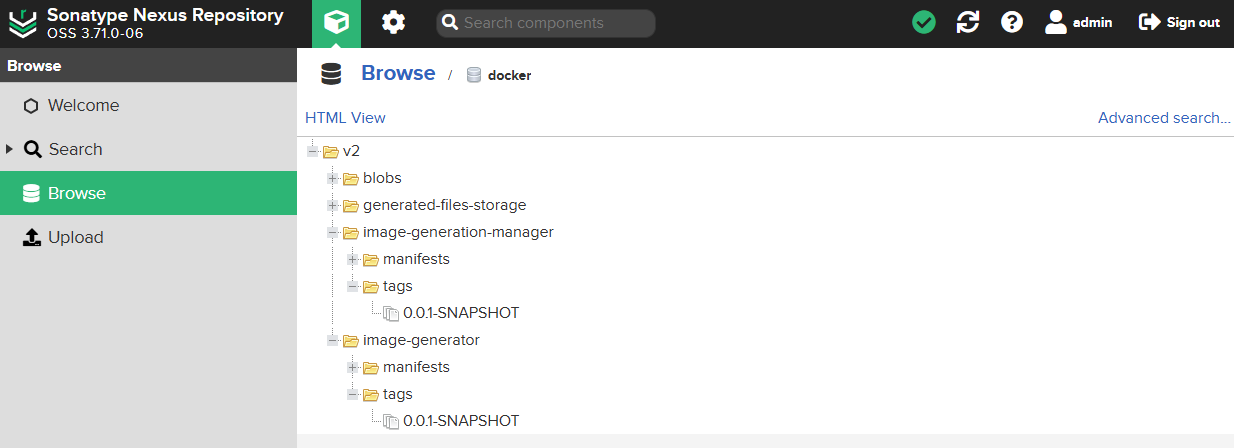 Sonatype Nexus Repository
OSS 3.71.0-06
Search components
admin
Sign out
Browse
Welcome
Search
Browse
Upload
Browse / docker
HTML View
Advanced search...
v2
blobs
generated-files-storage
image-generation-manager
manifests
tags
0.0.1-SNAPSHOT
image-generator
manifests
tags
0.0.1-SNAPSHOT